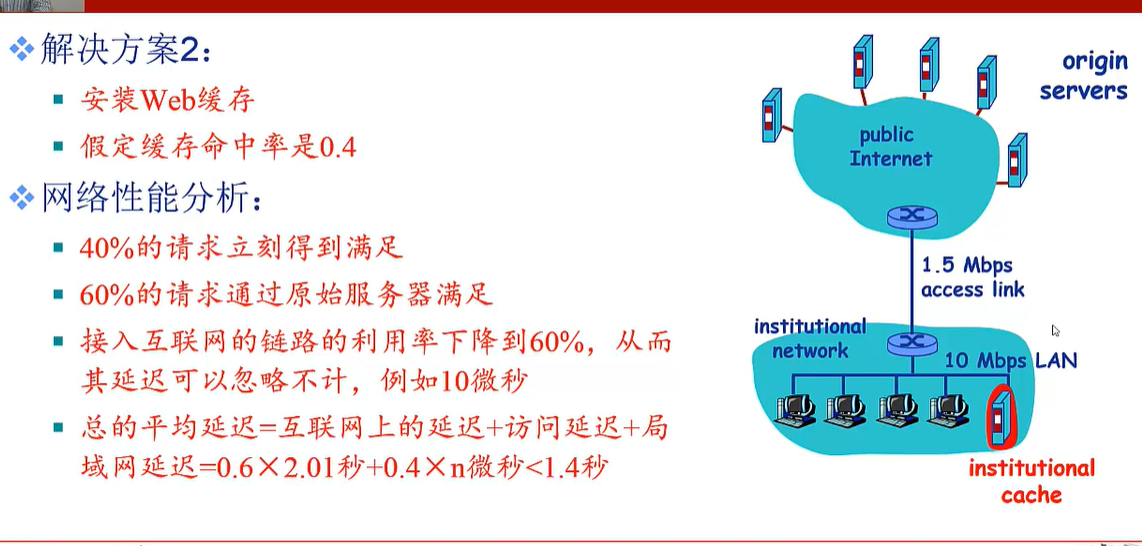 解决方案2：
安装Web缓存
假定缓存命中率是0.4
网络性能分析：
40%的请求立刻得到满足
60%的请求通过原始服务器满足
接入互联网的链路的利用率下降到60%，从而
其延迟可以忽略不计，例如10微秒
总的平均延迟=互联网上的延迟+访问延迟+局
域网延迟=0.6×2.01秒+0.4×n微秒<1.4秒
origin
servers
public
Internet
1.5 Mbps
access link
institutional
network
10 Mbps LAN
institutional
cache